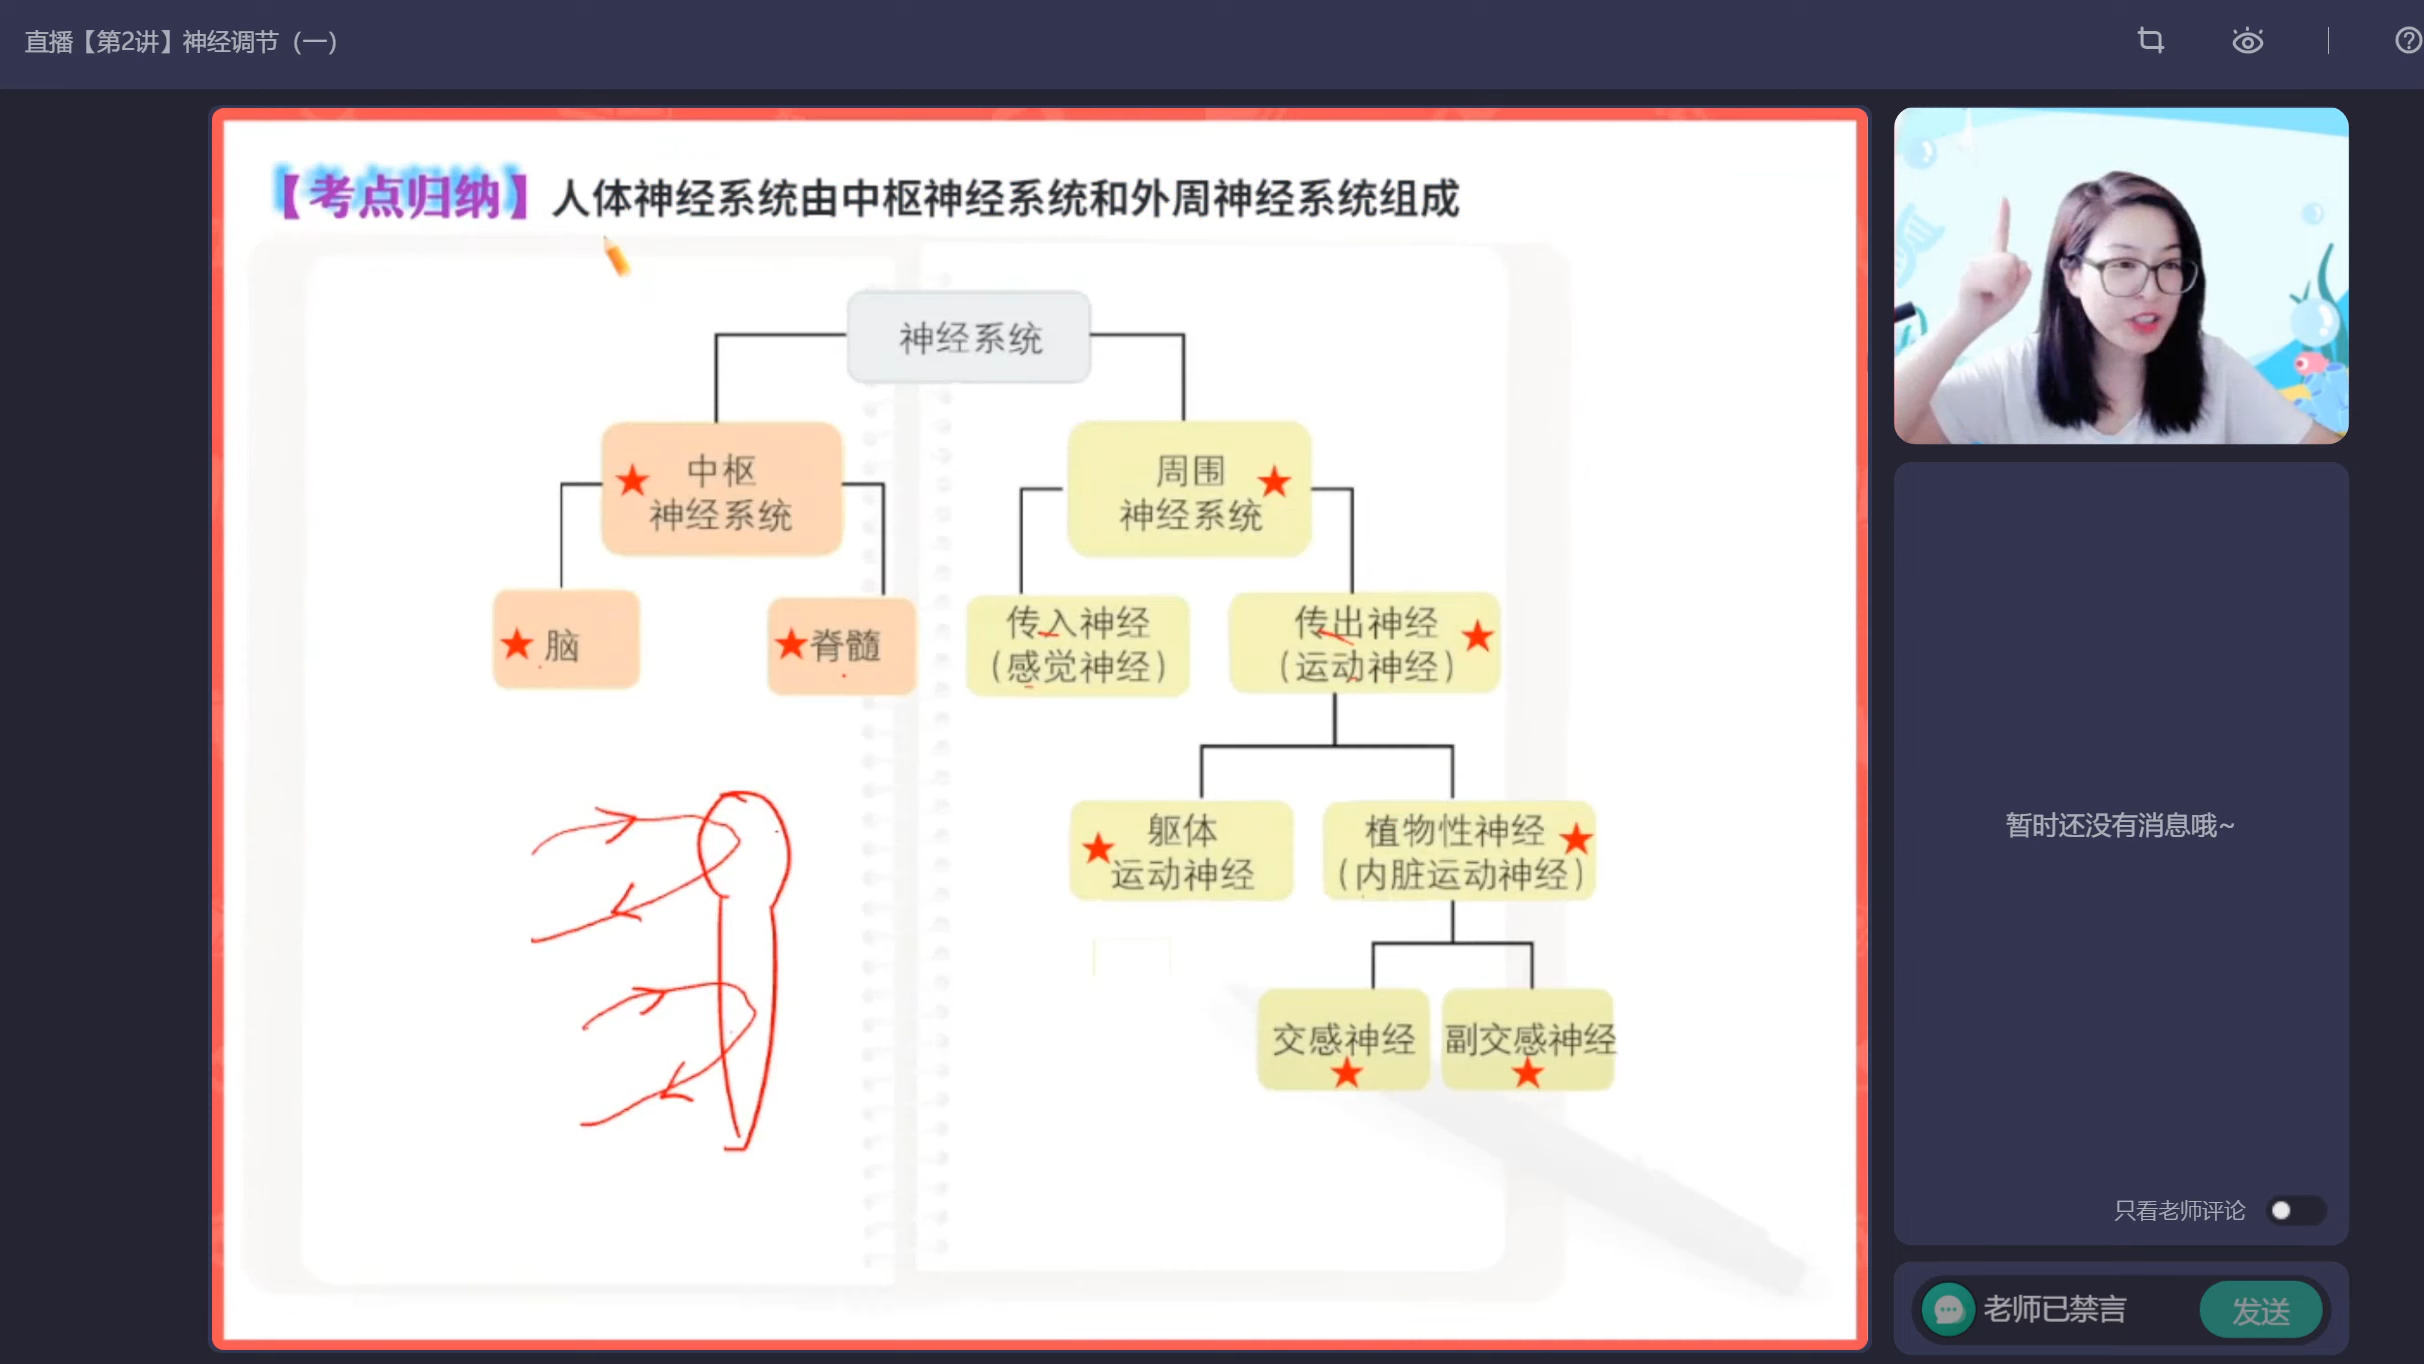 直播【第2讲】神经调节（一）
【考点归纳】人体神经系统由中枢神经系统和外周神经系统组成
神经系统
中枢
神经系统
周围
神经系统
脑
脊髓
传入神经
（感觉神经）
传出神经
（运动神经）
躯体
运动神经
植物性神经
（内脏运动神经）
交感神经
副交感神经
暂时还没有消息哦~
只看老师评论
老师已禁言
发送